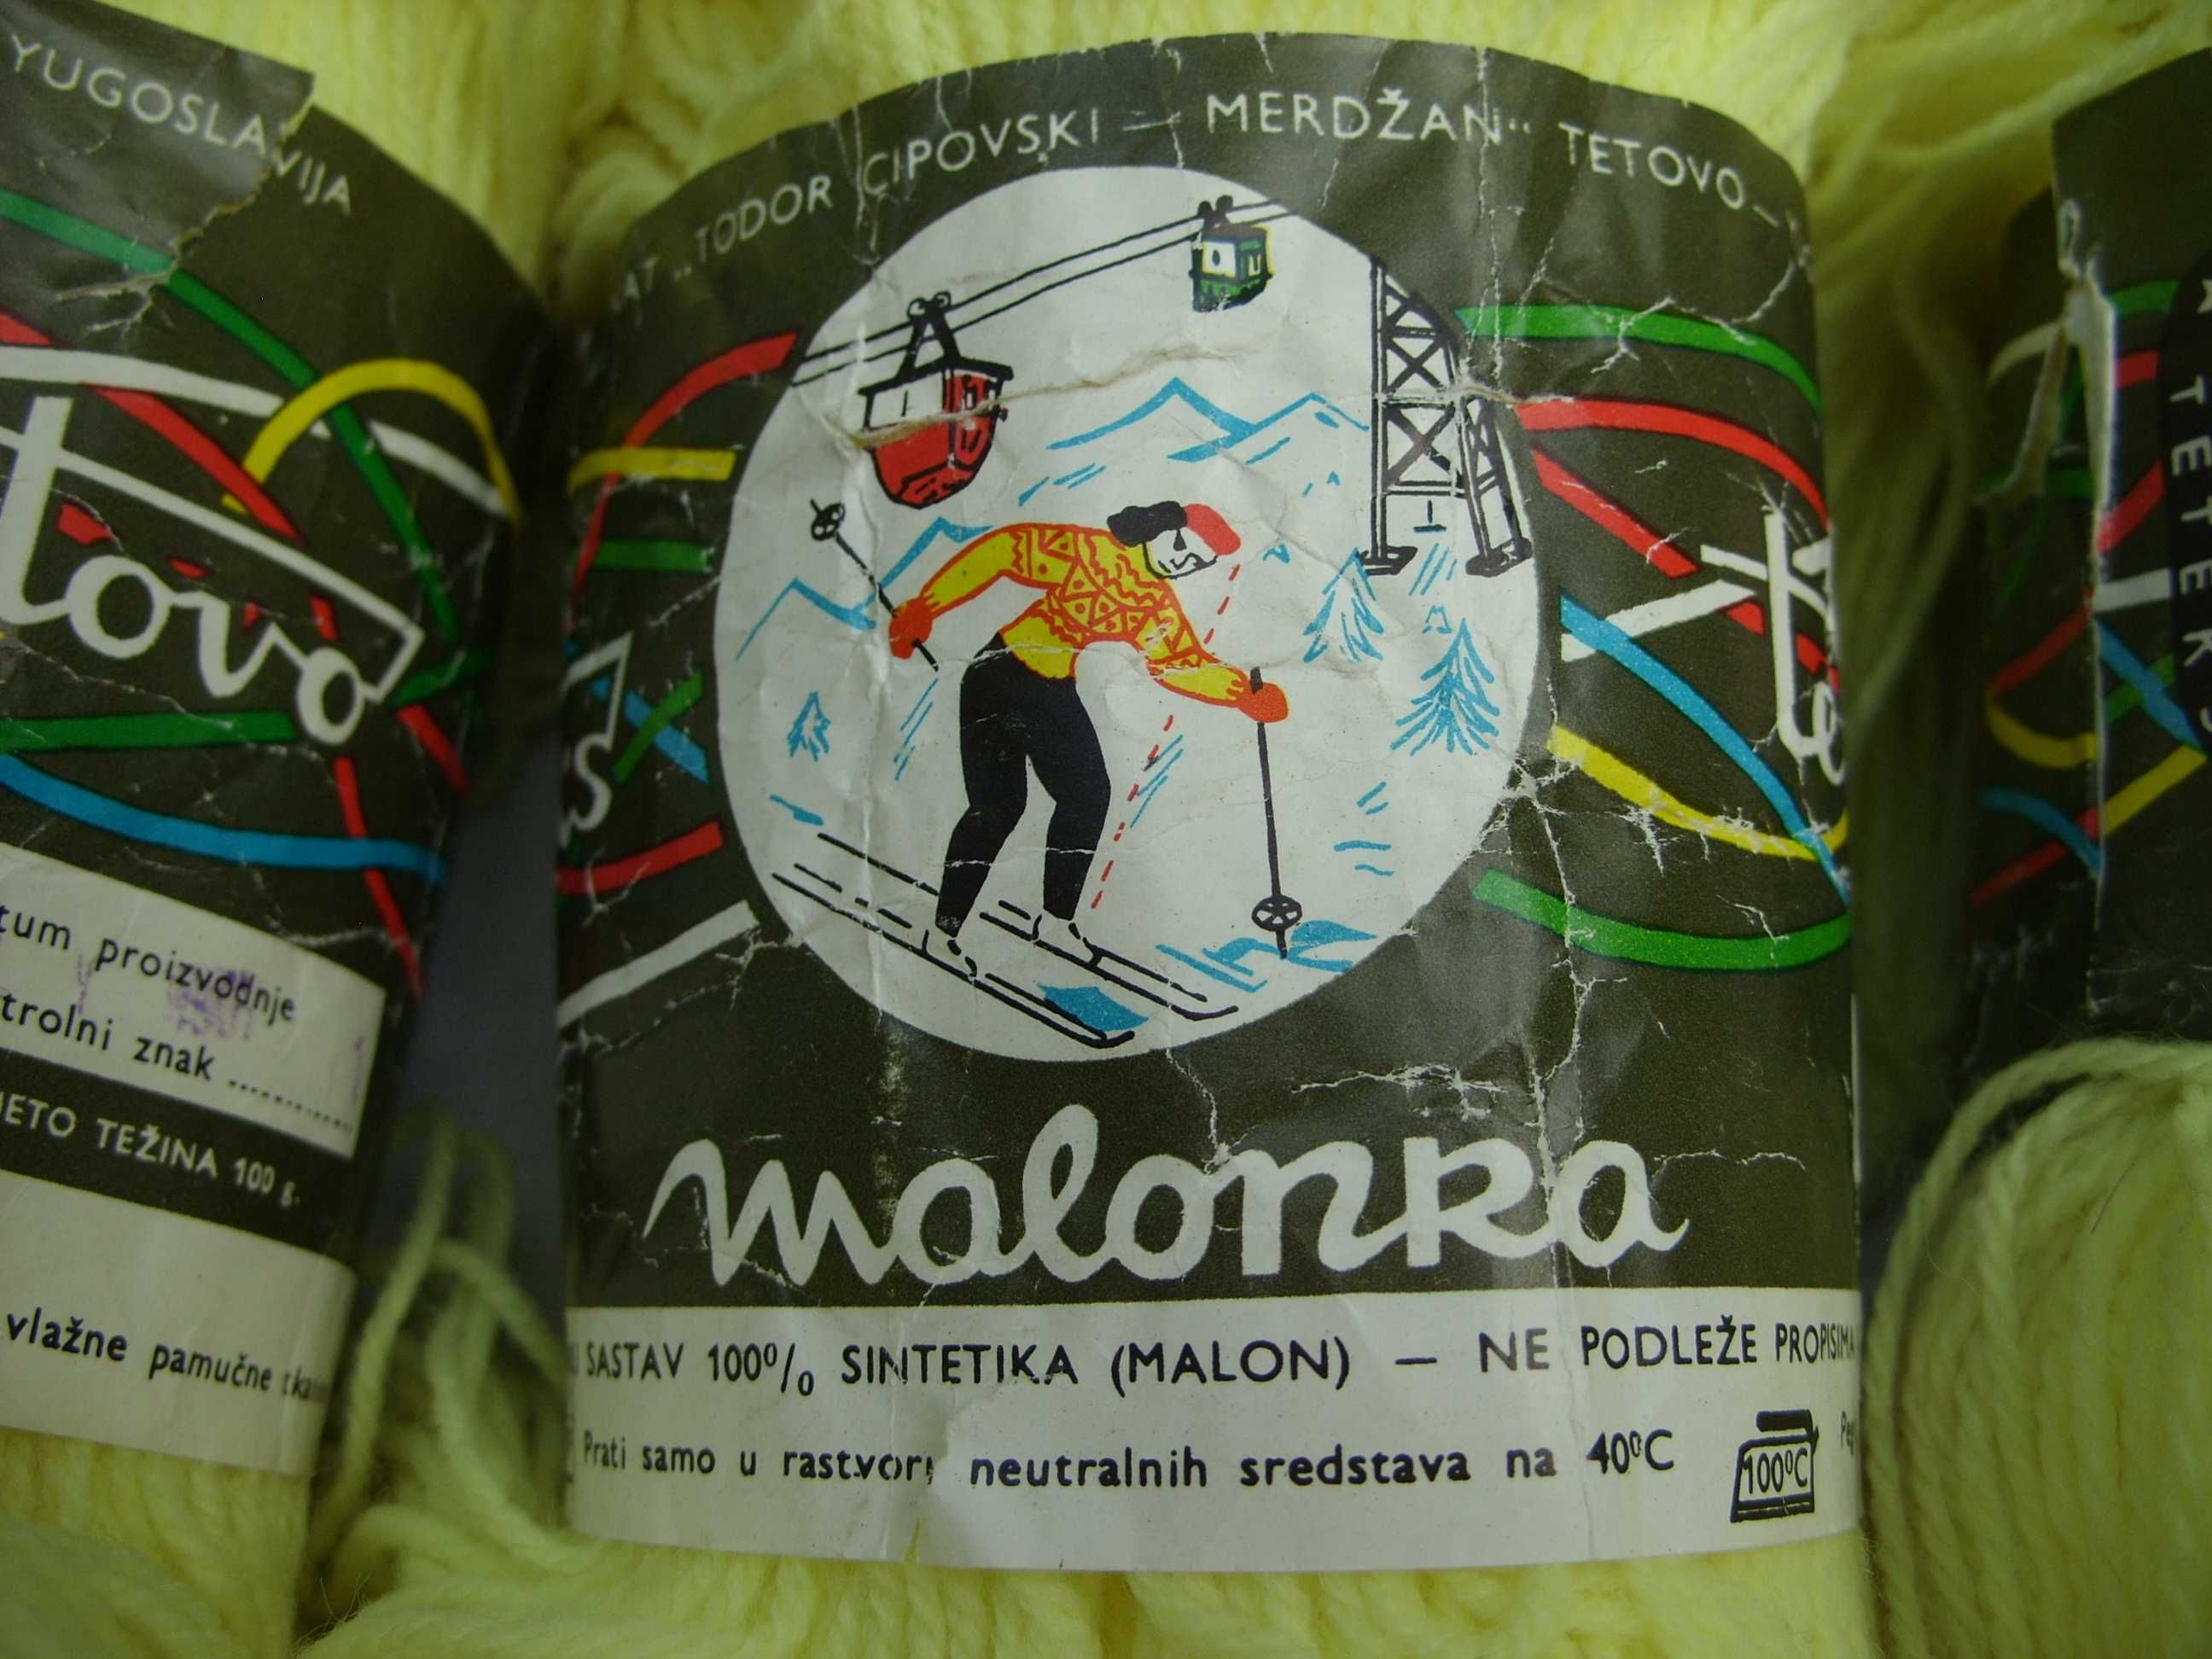 YUGOSLAVIJA
tovo
proizvodnje
znak ..............
TEŽINA 100 g.
vlažne pamučne
„TODOR CIPOVSKI — MERDŽAN“ TETOVO—
malonka
SASTAV 100% SINTETIKA (MALON) — NE PODLEŽE PROPISIMA
Prati samo u neutralnih sredstava na 40°C 100°C